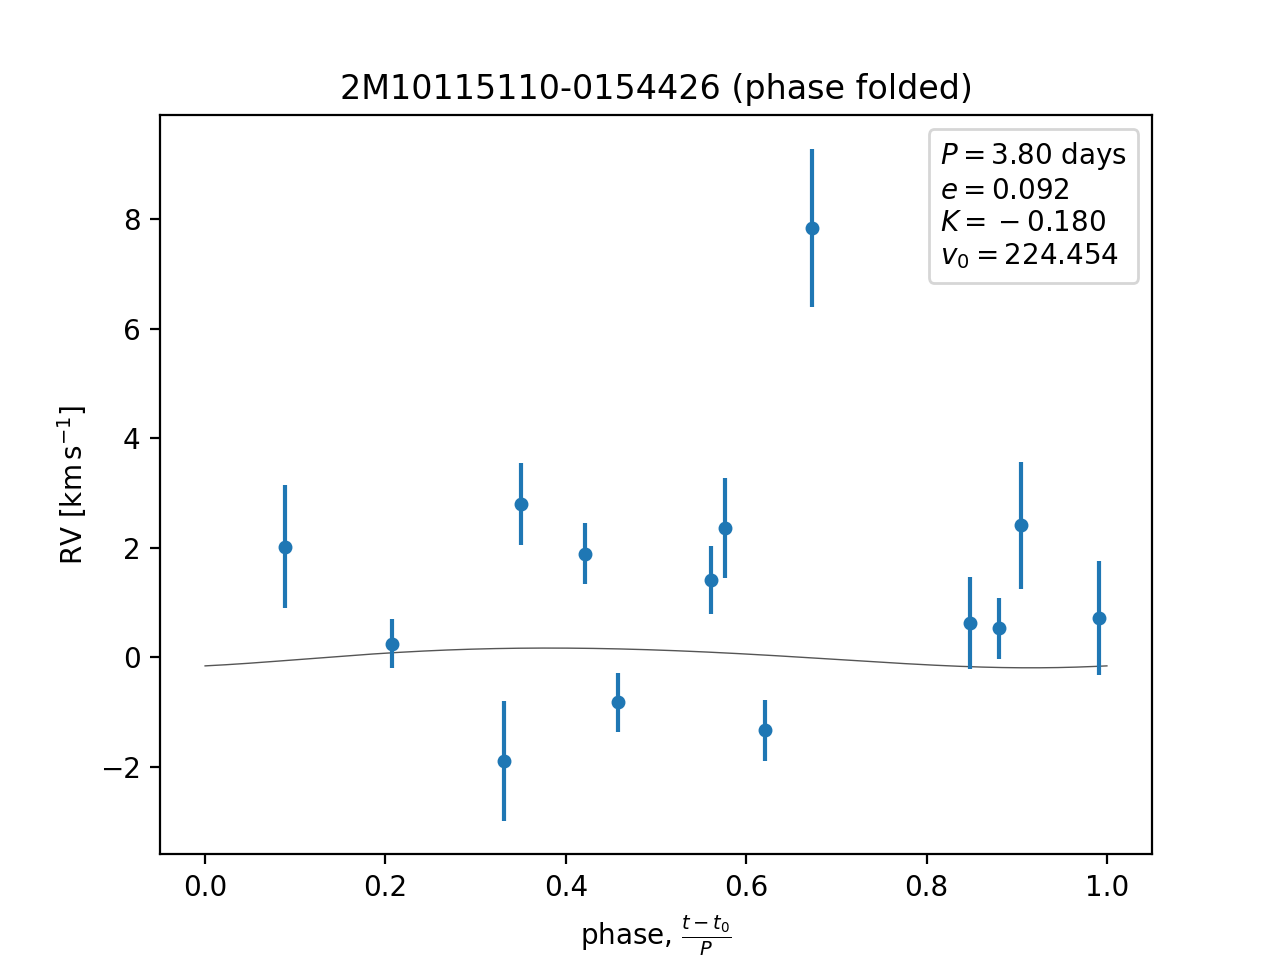 2M10115110-0154426 (phase folded)
P = 3.80 days
e = 0.092
K = −0.180
v₀ = 224.454
8
6
4
2
0
−2
RV [km s⁻¹]
0.0 0.2 0.4 0.6 0.8 1.0
phase, (t − t₀)/P